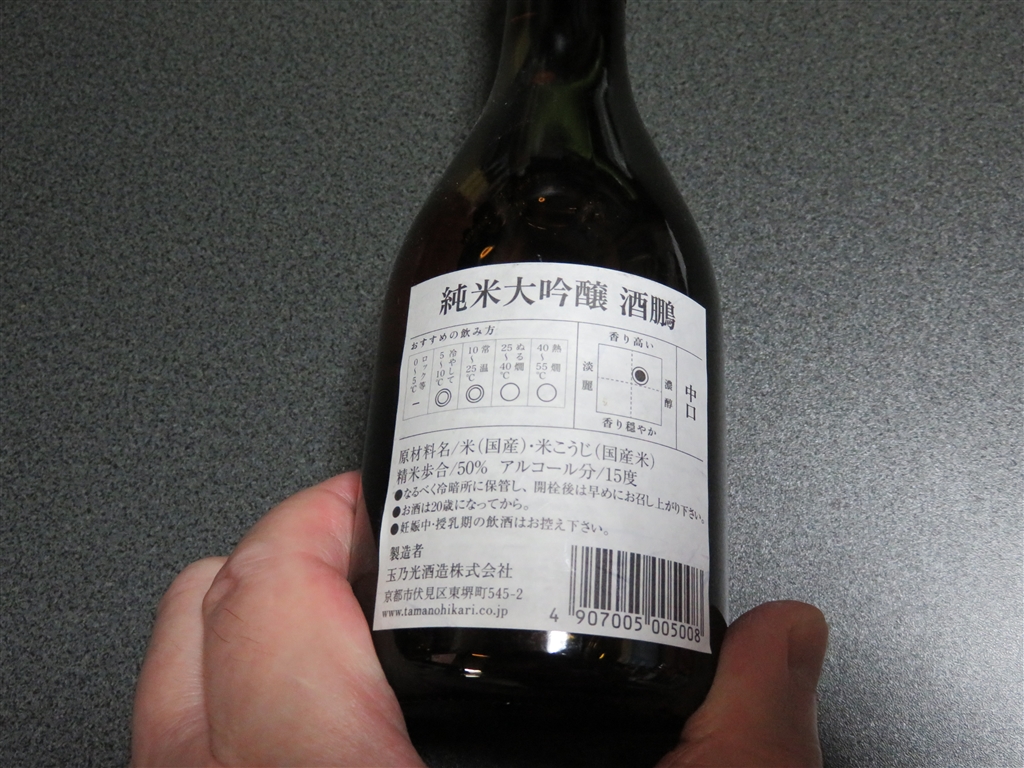 純米大吟醸 酒鵬
おすすめの飲み方
ロック等
0～5℃
－
冷やして
5～10℃
◎
常温
10～25℃
◎
ぬる燗
25～40℃
○
熱燗
40～55℃
○
香り高い
淡麗
濃醇
香り穏やか
中口
原材料名/米(国産)・米こうじ(国産米)
精米歩合/50% アルコール分/15度
●なるべく冷暗所に保管し、開栓後は早めにお召し上がり下さい。
●お酒は20歳になってから。
●妊娠中・授乳期の飲酒はお控え下さい。
製造者
玉乃光酒造株式会社
京都市伏見区東堺町545-2
www.tamanohikari.co.jp
4 907005 005008